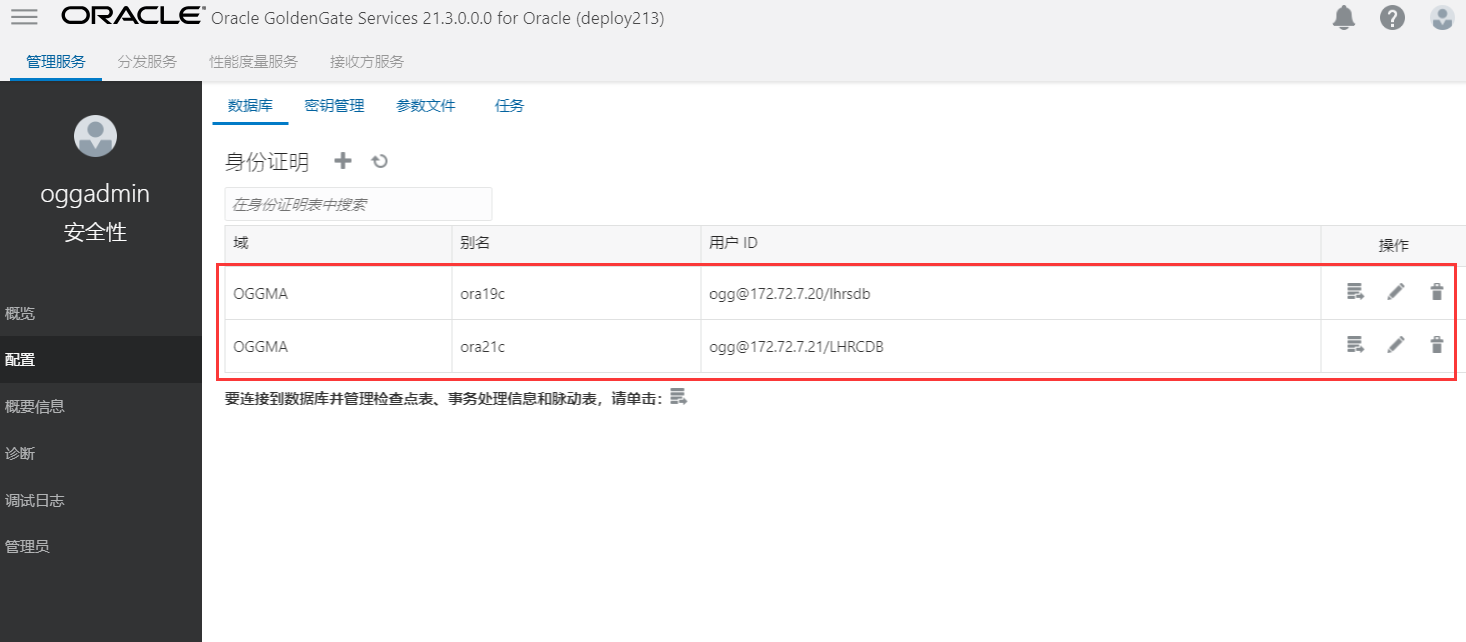 ORACLE Oracle GoldenGate Services 21.3.0.0.0 for Oracle (deploy213)
管理服务 分发服务 性能度量服务 接收方服务
oggadmin
安全性
概览
配置
概要信息
诊断
调试日志
管理员
数据库 密钥管理 参数文件 任务
身份证明
在身份证明表中搜索
域 别名 用户 ID 操作
OGGMA ora19c ogg@172.72.7.20/lhrsdb
OGGMA ora21c ogg@172.72.7.21/LHRCDB
要连接到数据库并管理检查点表、事务处理信息和脉动表，请单击：